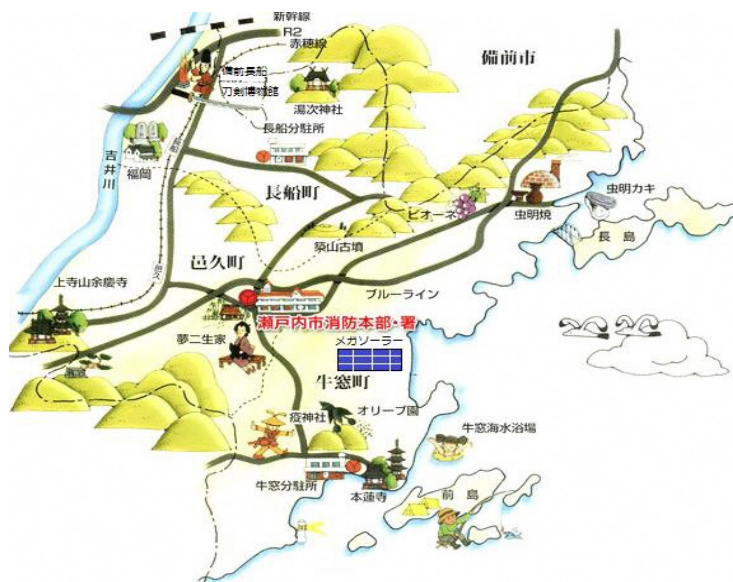 新幹線
R2
赤穂線
備前市
備前長船
刀剣博物館
湯次神社
長船分駐所
長船
吉井川
福岡
長船町
ピオーネ
虫明焼
虫明カキ
長島
築山古墳
邑久町
邑久
上寺山余慶寺
ブルーライン
瀬戸内市消防本部・署
夢二生家
メガソーラー
牛窓町
疫神社
オリーブ園
牛窓海水浴場
牛窓分駐所
本蓮寺
前島